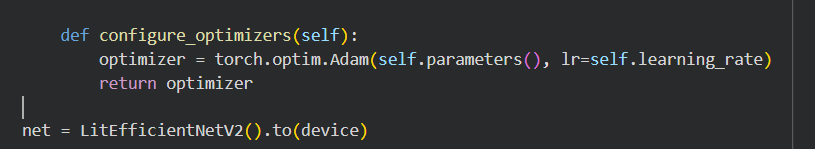 def configure_optimizers(self):
optimizer = torch.optim.Adam(self.parameters(), lr=self.learning_rate)
return optimizer
net = LitEfficientNetV2().to(device)